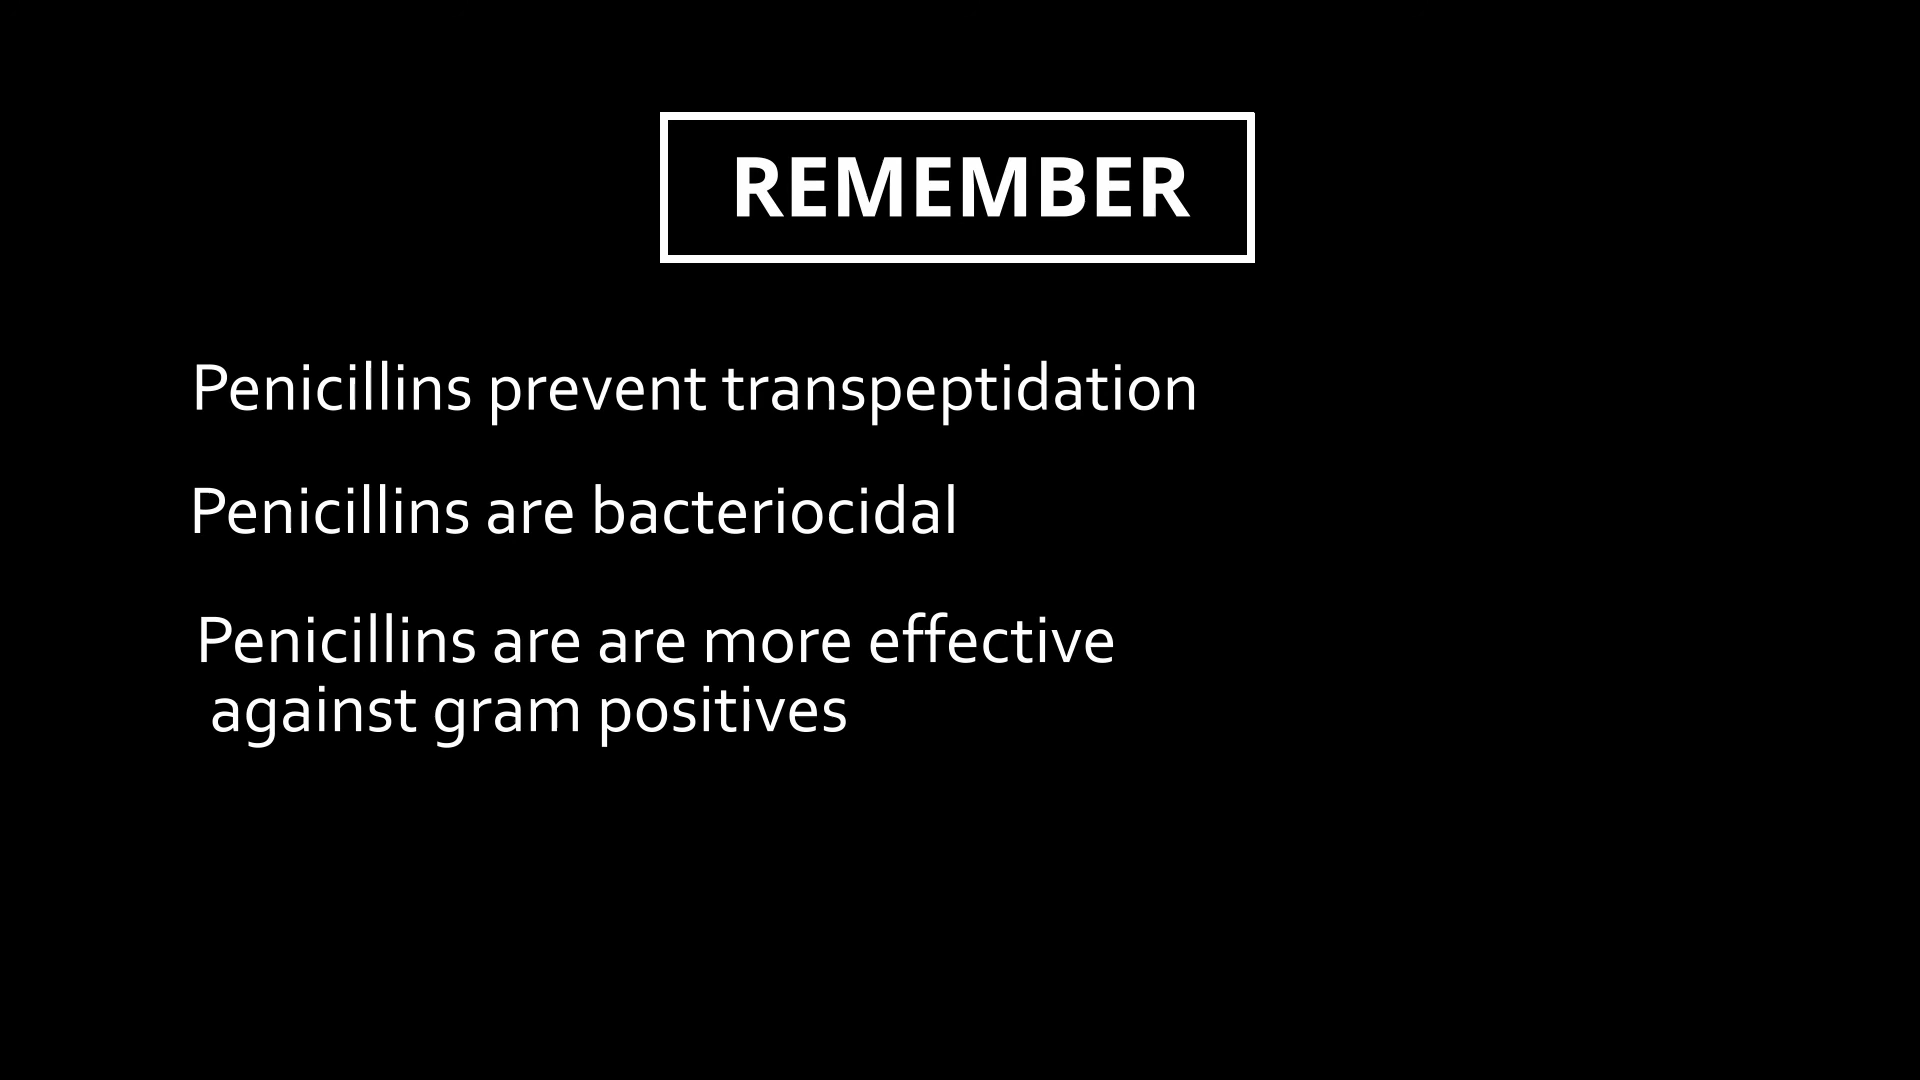 REMEMBER
Penicillins prevent transpeptidation
Penicillins are bacteriocidal
Penicillins are are more effective
against gram positives